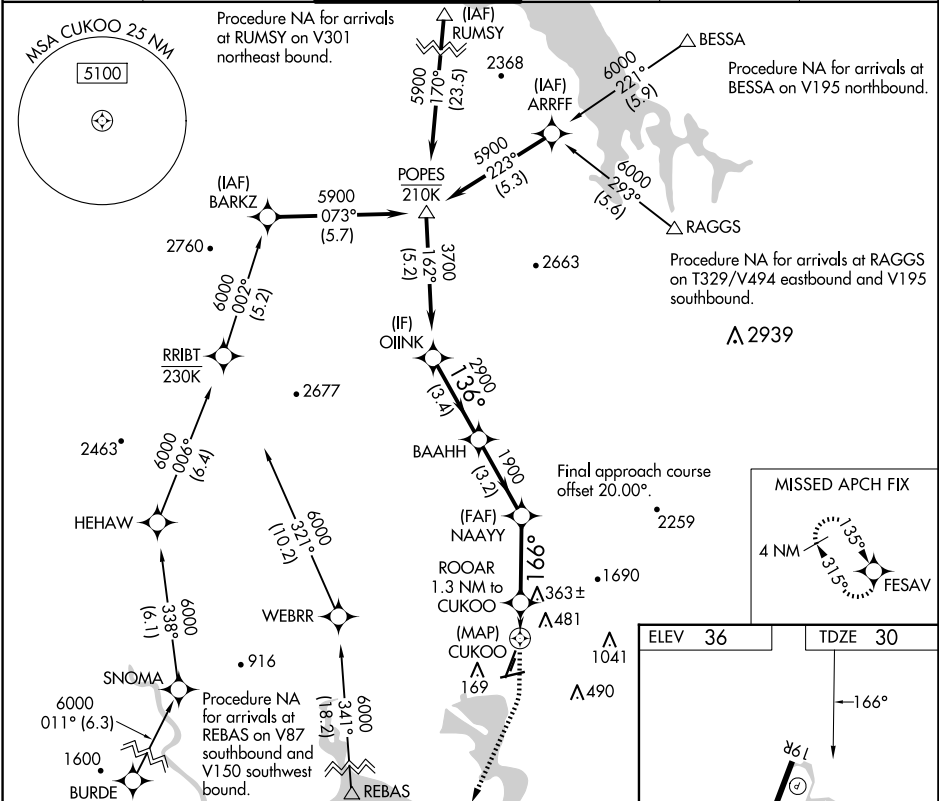 MSA CUKOO 25 NM
5100
Procedure NA for arrivals
at RUMSY on V301
northeast bound.
(IAF)
RUMSY
5900
170°
(23.5)
2368
BESSA
6000
221°
(5.9)
Procedure NA for arrivals at
BESSA on V195 northbound.
(IAF)
ARRFF
5900
223°
(5.3)
6000
293°
(5.6)
RAGGS
Procedure NA for arrivals at RAGGS
on T329/V494 eastbound and V195
southbound.
POPES
210K
(IAF)
BARKZ
5900
073°
(5.7)
2760
3700
162°
(5.2)
2663
2939
6000
002°
(5.2)
RRIBT
230K
(IF)
OIINK
2900
136°
(3.4)
2677
BAAHH
1900
(3.2)
2463
6000
006°
(6.4)
Final approach course
offset 20.00°.
2259
HEHAW
6000
321°
(10.2)
(FAF)
NAAYY
166°
MISSED APCH FIX
4 NM
135°
315°
FESAV
ROOAR
1.3 NM to
CUKOO
363±
1690
481
WEBRR
(MAP)
CUKOO
1041
169
490
6000
338°
(6.1)
916
SNOMA
6000
011° (6.3)
Procedure NA
for arrivals at
REBAS on V87
southbound and
V150 southwest
bound.
6000
341°
(18.2)
1600
BURDE
REBAS
ELEV 36
TDZE 30
166°
19R
P